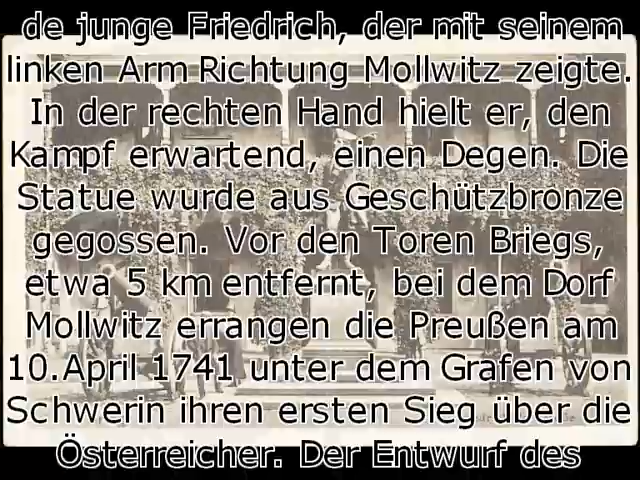 de junge Friedrich, der mit seinem
linken Arm Richtung Mollwitz zeigte.
In der rechten Hand hielt er, den
Kampf erwartend, einen Degen. Die
Statue wurde aus Geschützbronze
gegossen. Vor den Toren Briegs,
etwa 5 km entfernt, bei dem Dorf
Mollwitz errangen die Preußen am
10.April 1741 unter dem Grafen von
Schwerin ihren ersten Sieg über die
Österreicher. Der Entwurf des